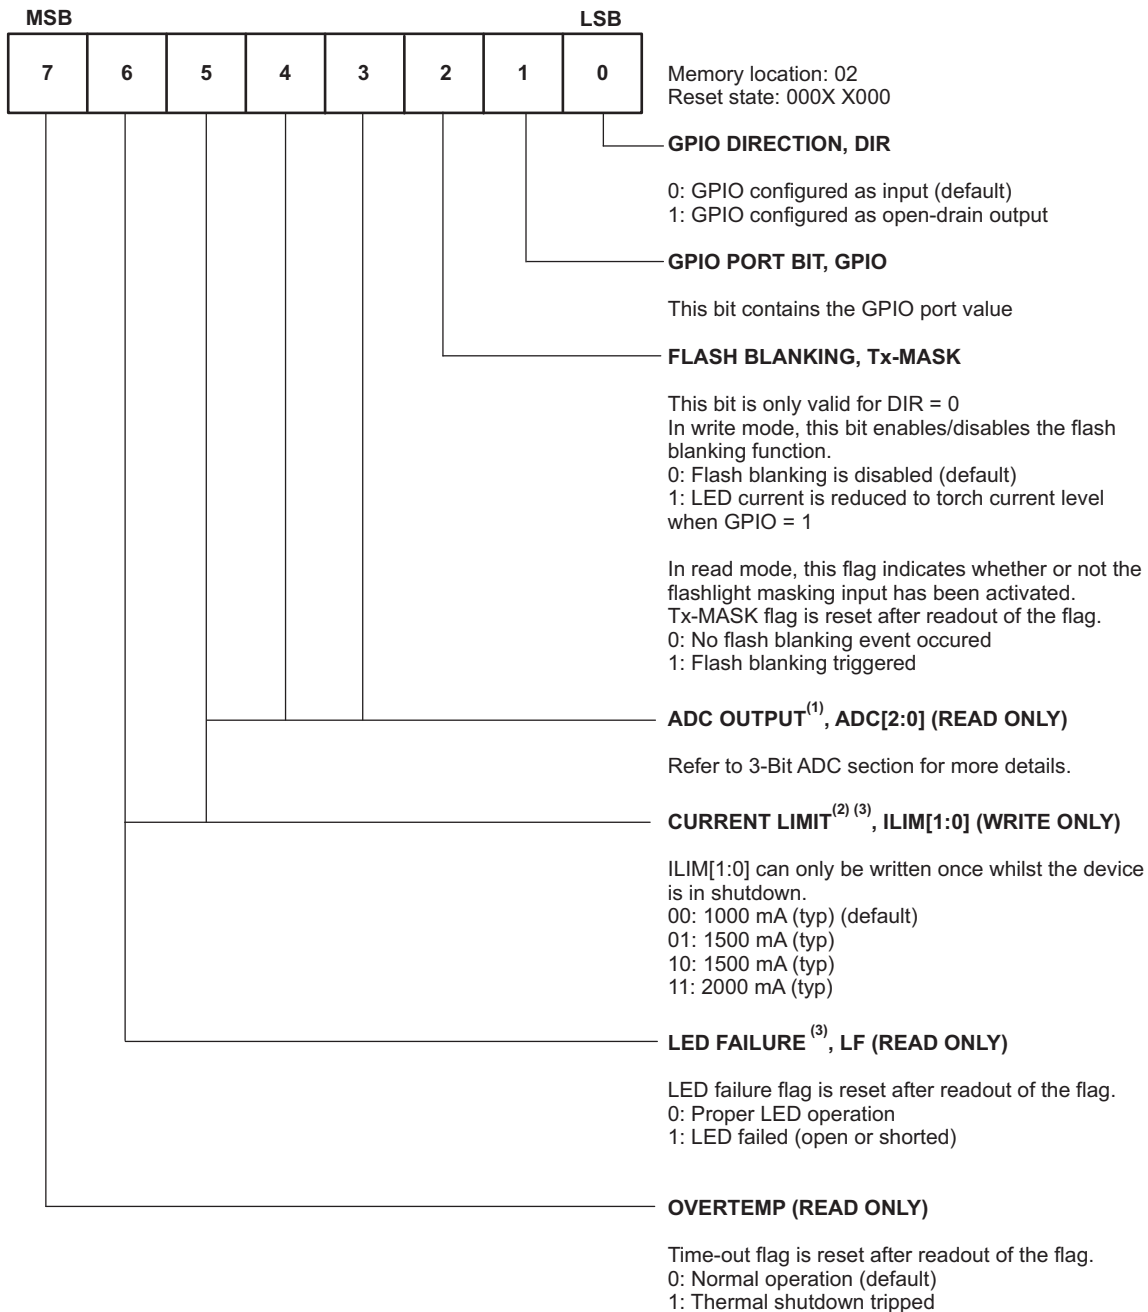 MSB LSB
7 6 5 4 3 2 1 0
Memory location: 02
Reset state: 000X X000
GPIO DIRECTION, DIR
0: GPIO configured as input (default)
1: GPIO configured as open-drain output
GPIO PORT BIT, GPIO
This bit contains the GPIO port value
FLASH BLANKING, Tx-MASK
This bit is only valid for DIR = 0
In write mode, this bit enables/disables the flash
blanking function.
0: Flash blanking is disabled (default)
1: LED current is reduced to torch current level
when GPIO = 1
In read mode, this flag indicates whether or not the
flashlight masking input has been activated.
Tx-MASK flag is reset after readout of the flag.
0: No flash blanking event occured
1: Flash blanking triggered
ADC OUTPUT(1), ADC[2:0] (READ ONLY)
Refer to 3-Bit ADC section for more details.
CURRENT LIMIT(2) (3), ILIM[1:0] (WRITE ONLY)
ILIM[1:0] can only be written once whilst the device
is in shutdown.
00: 1000 mA (typ) (default)
01: 1500 mA (typ)
10: 1500 mA (typ)
11: 2000 mA (typ)
LED FAILURE (3), LF (READ ONLY)
LED failure flag is reset after readout of the flag.
0: Proper LED operation
1: LED failed (open or shorted)
OVERTEMP (READ ONLY)
Time-out flag is reset after readout of the flag.
0: Normal operation (default)
1: Thermal shutdown tripped